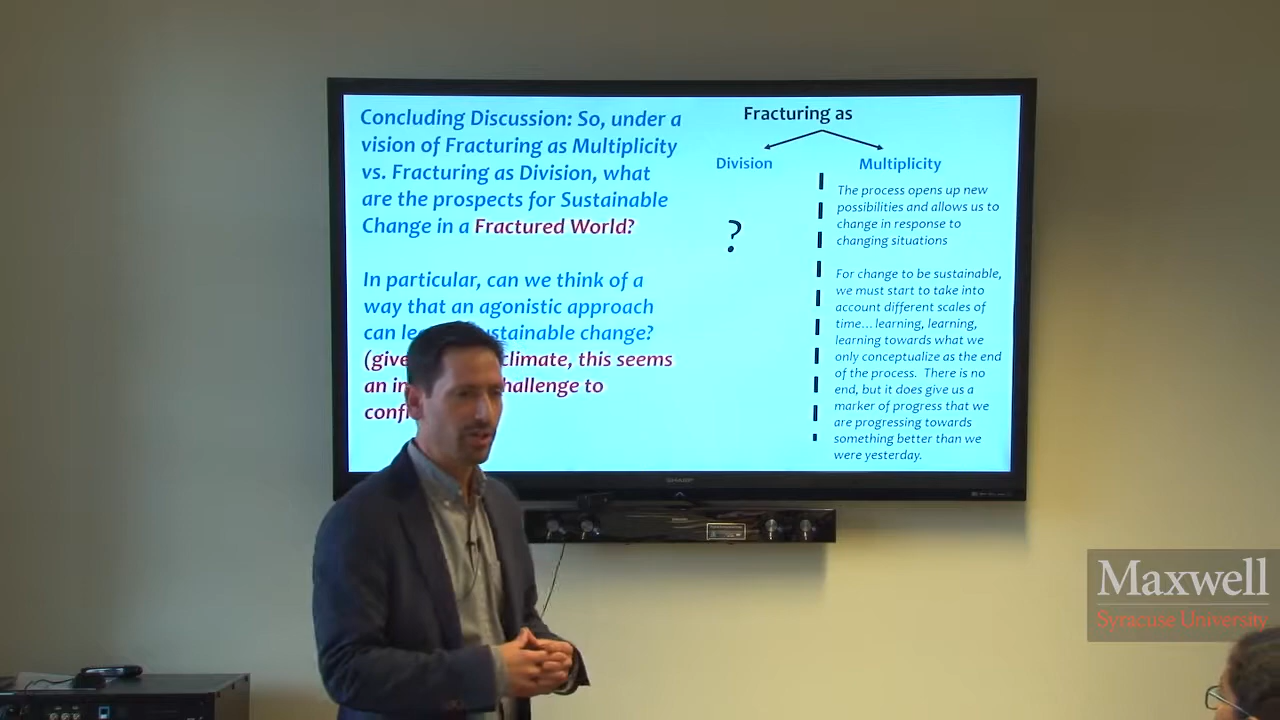 Concluding Discussion: So, under a
vision of Fracturing as Multiplicity
vs. Fracturing as Division, what
are the prospects for Sustainable
Change in a Fractured World?
In particular, can we think of a
way that an agonistic approach
can sustainable change?
climate, this seems
an to
Fracturing as
Division
?
Multiplicity
The process opens up new
possibilities and allows us to
change in response to
changing situations
For change to be sustainable,
we must start to take into
account different scales of
time... learning, learning,
learning towards what we
only conceptualize as the end
of the process. There is no
end, but it does give us a
marker of progress that we
are progressing towards
something better than we
were yesterday.
SHARP
Maxwell
Syracuse University